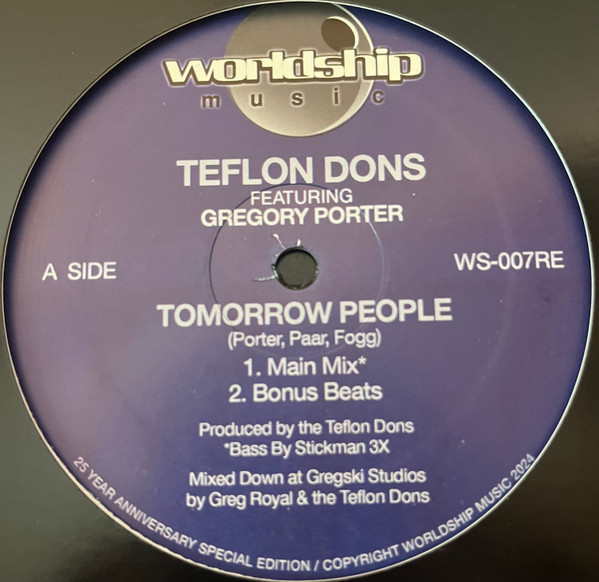 worldship
music
TEFLON DONS
FEATURING
GREGORY PORTER
A SIDE
WS-007RE
TOMORROW PEOPLE
(Porter, Paar, Fogg)
1. Main Mix*
2. Bonus Beats
Produced by the Teflon Dons
*Bass By Stickman 3X
Mixed Down at Gregski Studios
by Greg Royal & the Teflon Dons
25 YEAR ANNIVERSARY SPECIAL EDITION / COPYRIGHT WORLDSHIP MUSIC 2024